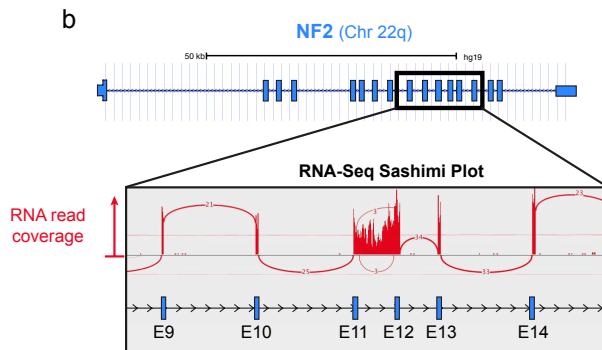 b
NF2 (Chr 22q)
50 kb
hg19
RNA-Seq Sashimi Plot
RNA read
coverage
21
3
34
23
25
3
33
E9 E10 E11 E12 E13 E14